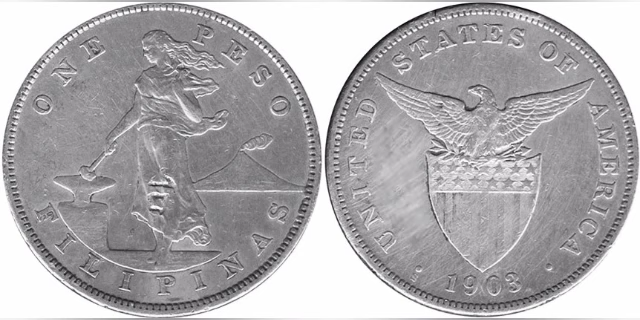 ONE PESO
FILIPINAS
UNITED STATES OF AMERICA
1903